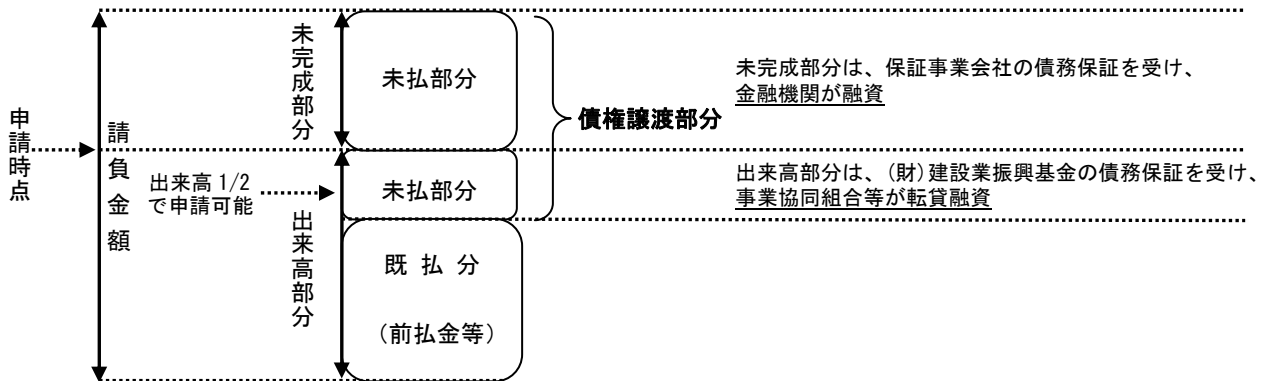 申請時点
請負金額
出来高 1/2
で申請可能
未完成部分
出来高部分
未払部分
未払部分
既 払 分
（前払金等）
債権譲渡部分
未完成部分は、保証事業会社の債務保証を受け、
金融機関が融資
出来高部分は、（財）建設業振興基金の債務保証を受け、
事業協同組合等が転貸融資